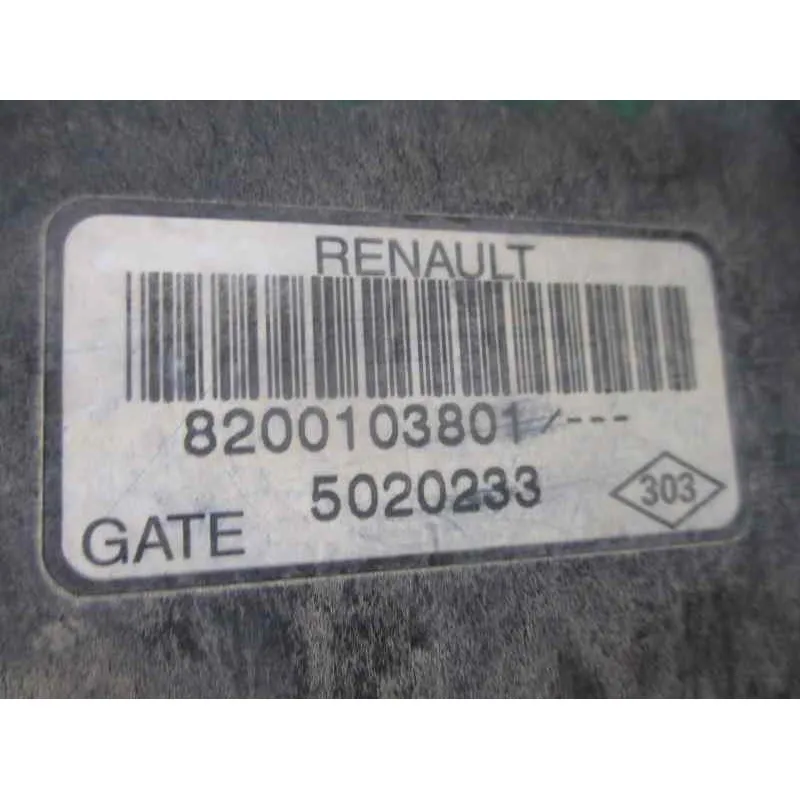 RENAULT
8200103801/---
5020233
303
GATE